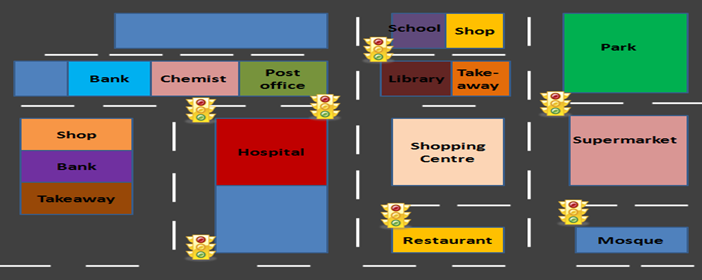 School
Shop
Park
Bank
Chemist
Post
office
Library
Take-
away
Shop
Bank
Takeaway
Hospital
Shopping
Centre
Supermarket
Restaurant
Mosque